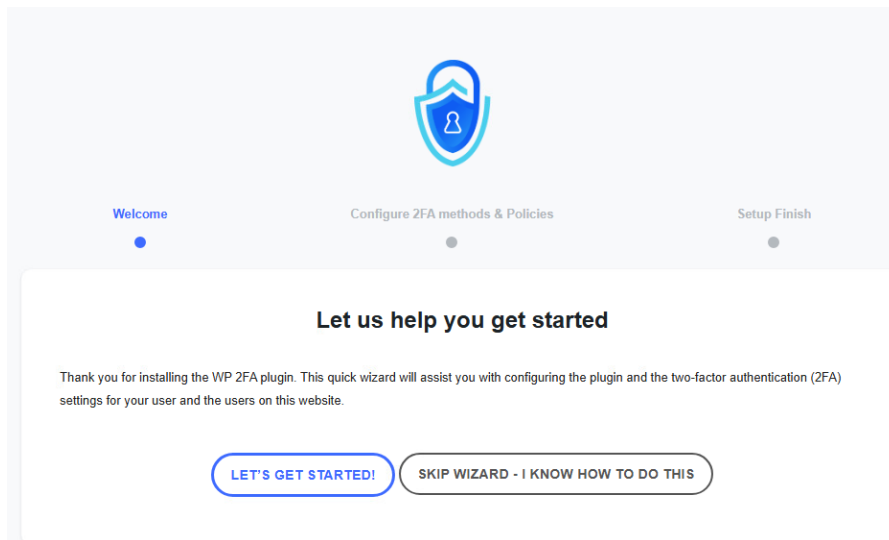 Welcome
Configure 2FA methods & Policies
Setup Finish
Let us help you get started
Thank you for installing the WP 2FA plugin. This quick wizard will assist you with configuring the plugin and the two-factor authentication (2FA)
settings for your user and the users on this website.
LET'S GET STARTED!
SKIP WIZARD - I KNOW HOW TO DO THIS